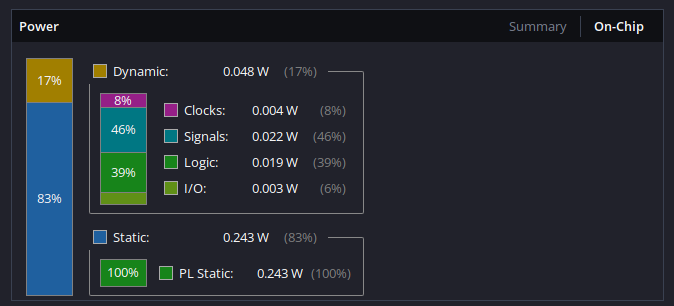 Power Summary On-Chip
17% Dynamic: 0.048 W (17%)
8% Clocks: 0.004 W (8%)
46% Signals: 0.022 W (46%)
39% Logic: 0.019 W (39%)
I/O: 0.003 W (6%)
83%
Static: 0.243 W (83%)
100% PL Static: 0.243 W (100%)